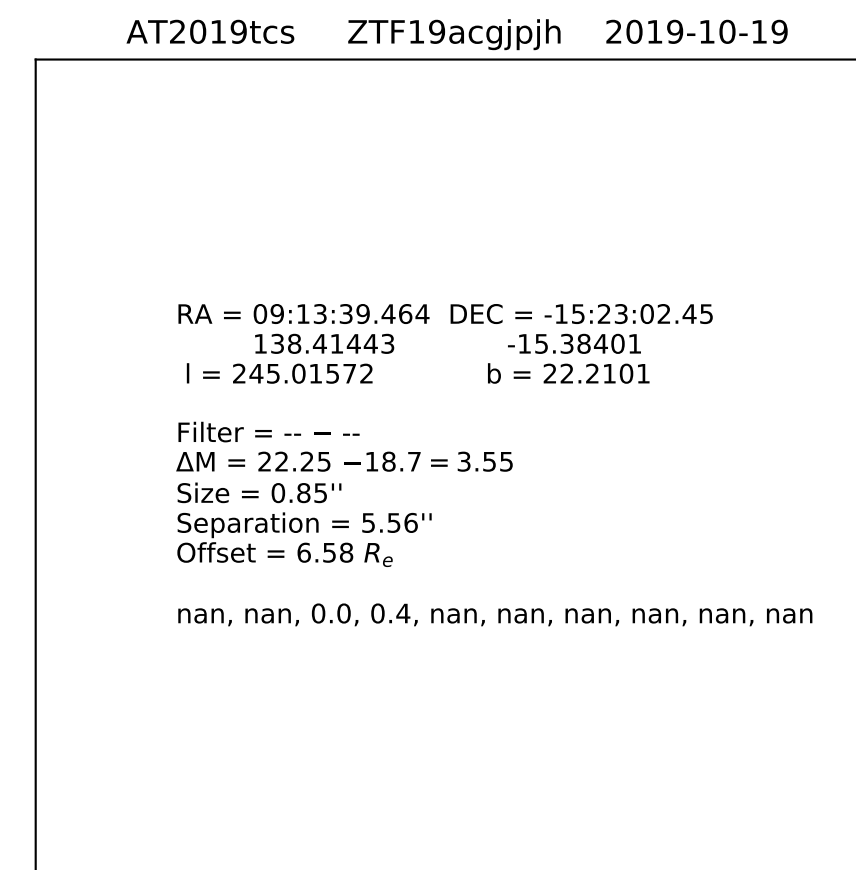 AT2019tcs ZTF19acgjpjh 2019-10-19
RA = 09:13:39.464 DEC = -15:23:02.45
138.41443 -15.38401
l = 245.01572 b = 22.2101
Filter = -- − --
ΔM = 22.25 −18.7 = 3.55
Size = 0.85''
Separation = 5.56''
Offset = 6.58 Re
nan, nan, 0.0, 0.4, nan, nan, nan, nan, nan, nan